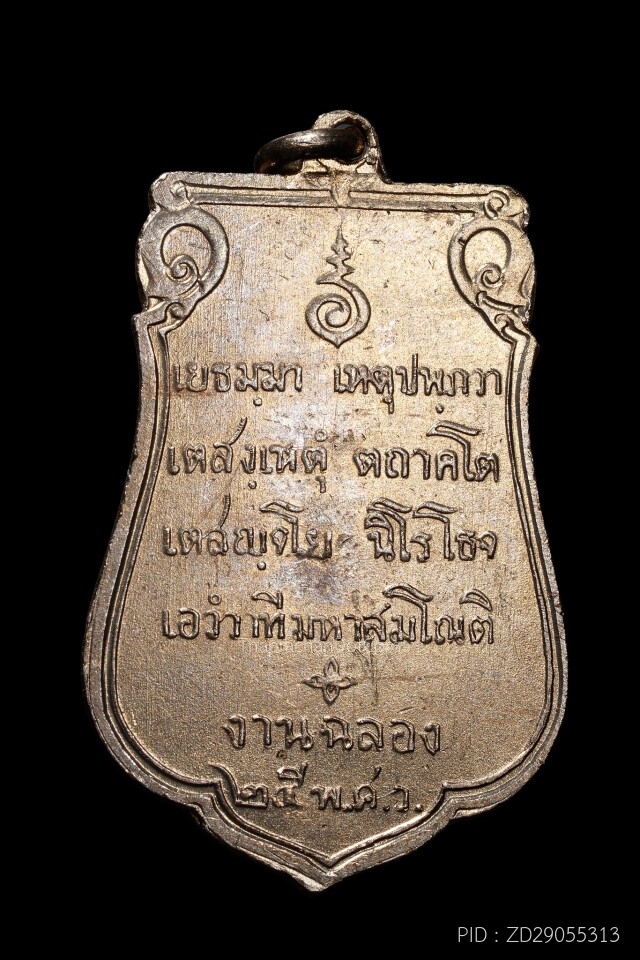 เยธมฺมา เหตุปพฺภวา
เตสํเหตุํ ตถาคโต
เตสญฺจโย นิโรโธจ
เอวํวาทีมหาสมโณติ
งานฉลอง
๒๕ พ.ศ.ว.
PID : ZD29055313